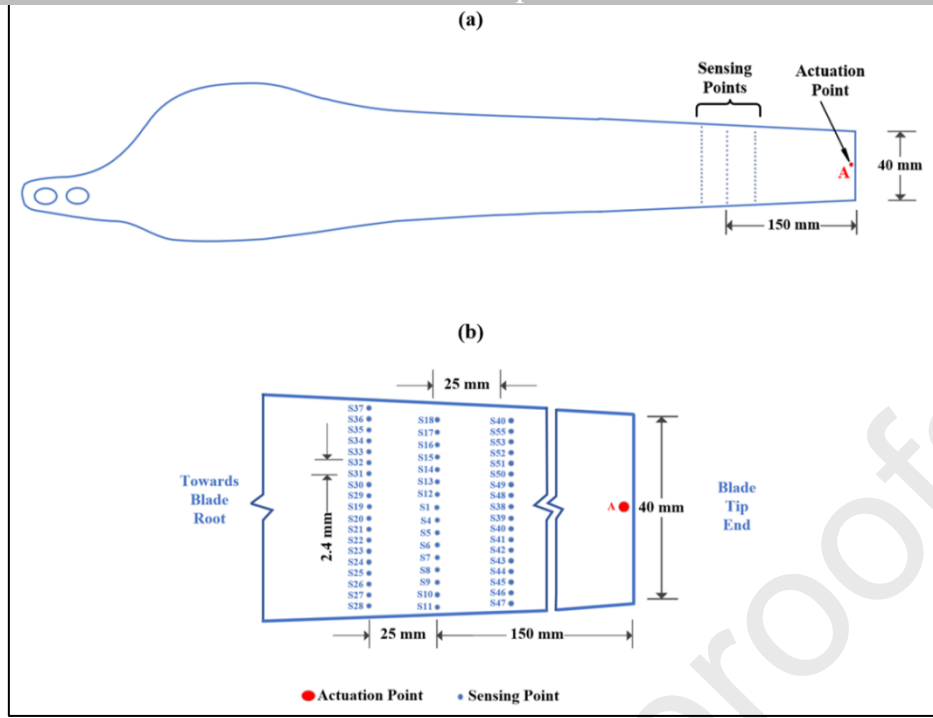 (a)
Sensing
Points
Actuation
Point
A
40 mm
150 mm
(b)
25 mm
S37
S36
S35
S34
S33
S32
S31
S30
S29
S19
S20
S21
S22
S23
S24
S25
S26
S27
S28
S18
S17
S16
S15
S14
S13
S12
S1
S4
S5
S6
S7
S8
S9
S10
S11
S40
S55
S53
S52
S51
S50
S49
S48
S38
S39
S40
S41
S42
S43
S44
S45
S46
S47
Towards
Blade
Root
2.4 mm
A
40 mm
Blade
Tip
End
25 mm
150 mm
Actuation Point
Sensing Point
proof